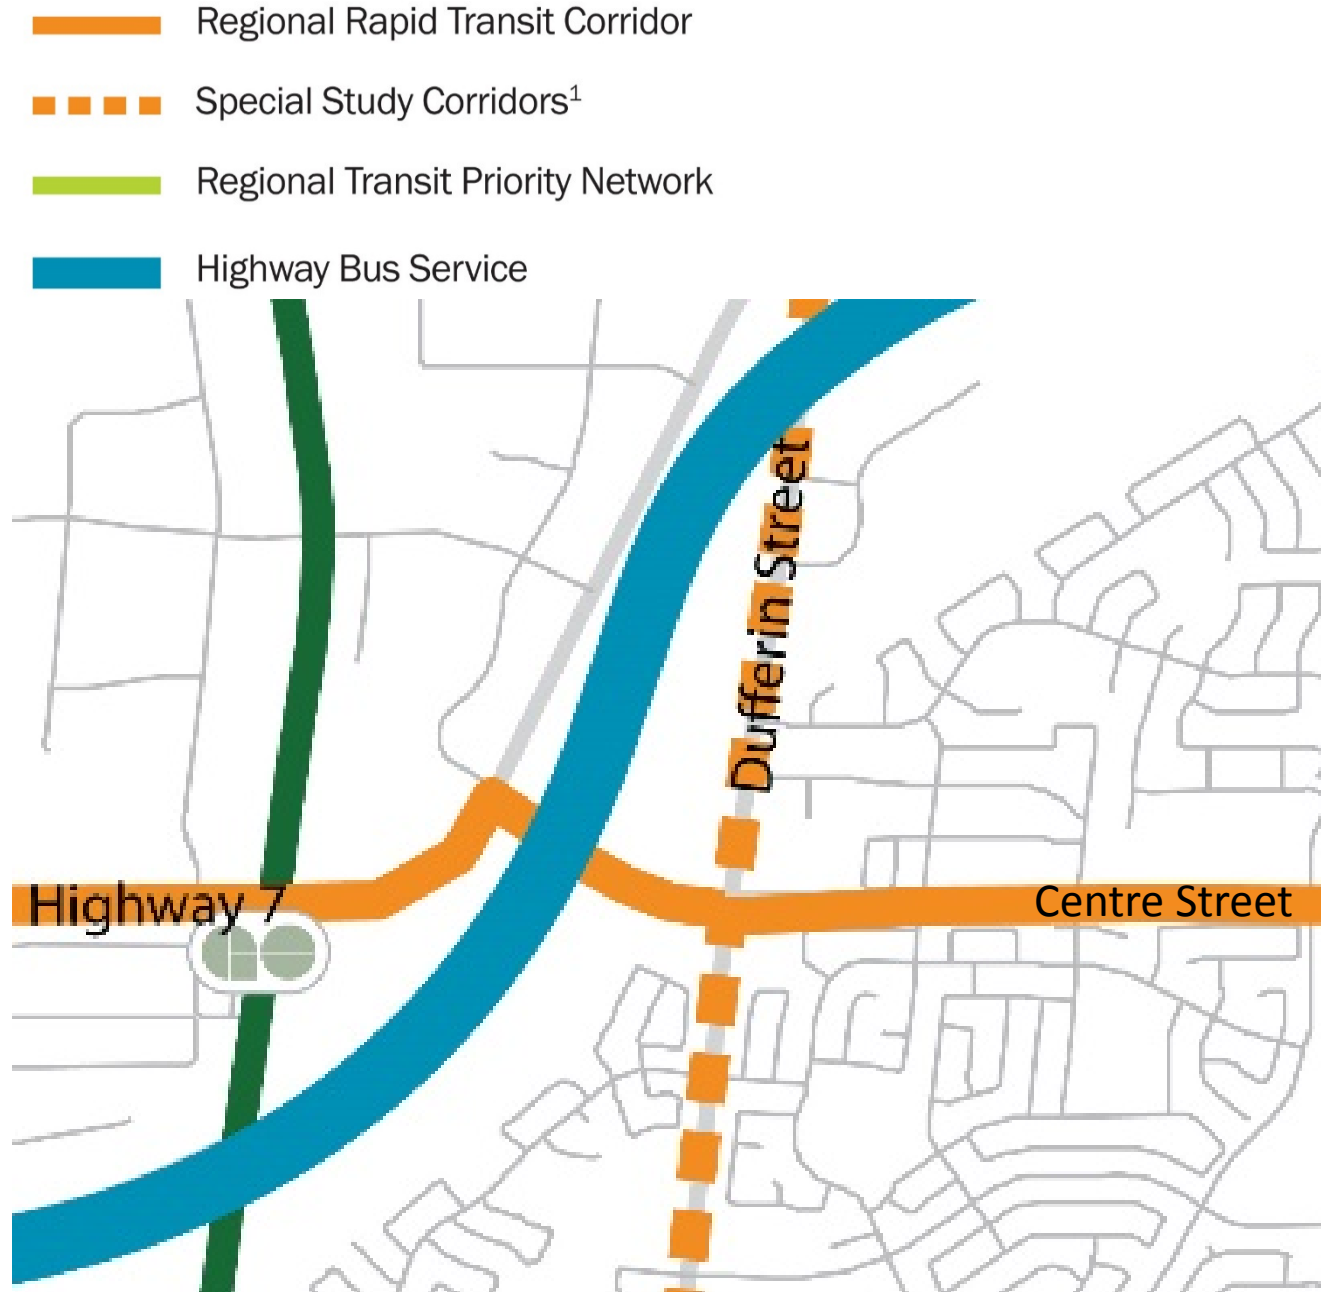 Regional Rapid Transit Corridor
Special Study Corridors¹
Regional Transit Priority Network
Highway Bus Service
Dufferin Street
Highway 7
Centre Street